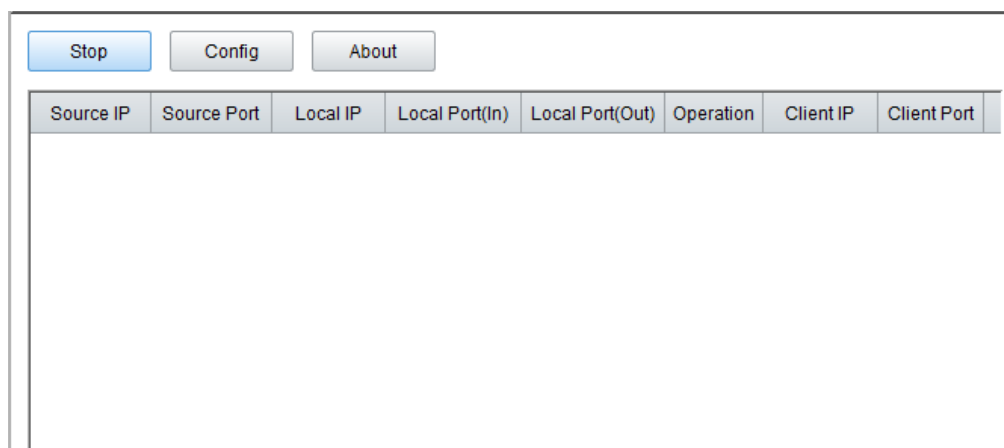 Stop Config About
Source IP Source Port Local IP Local Port(In) Local Port(Out) Operation Client IP Client Port